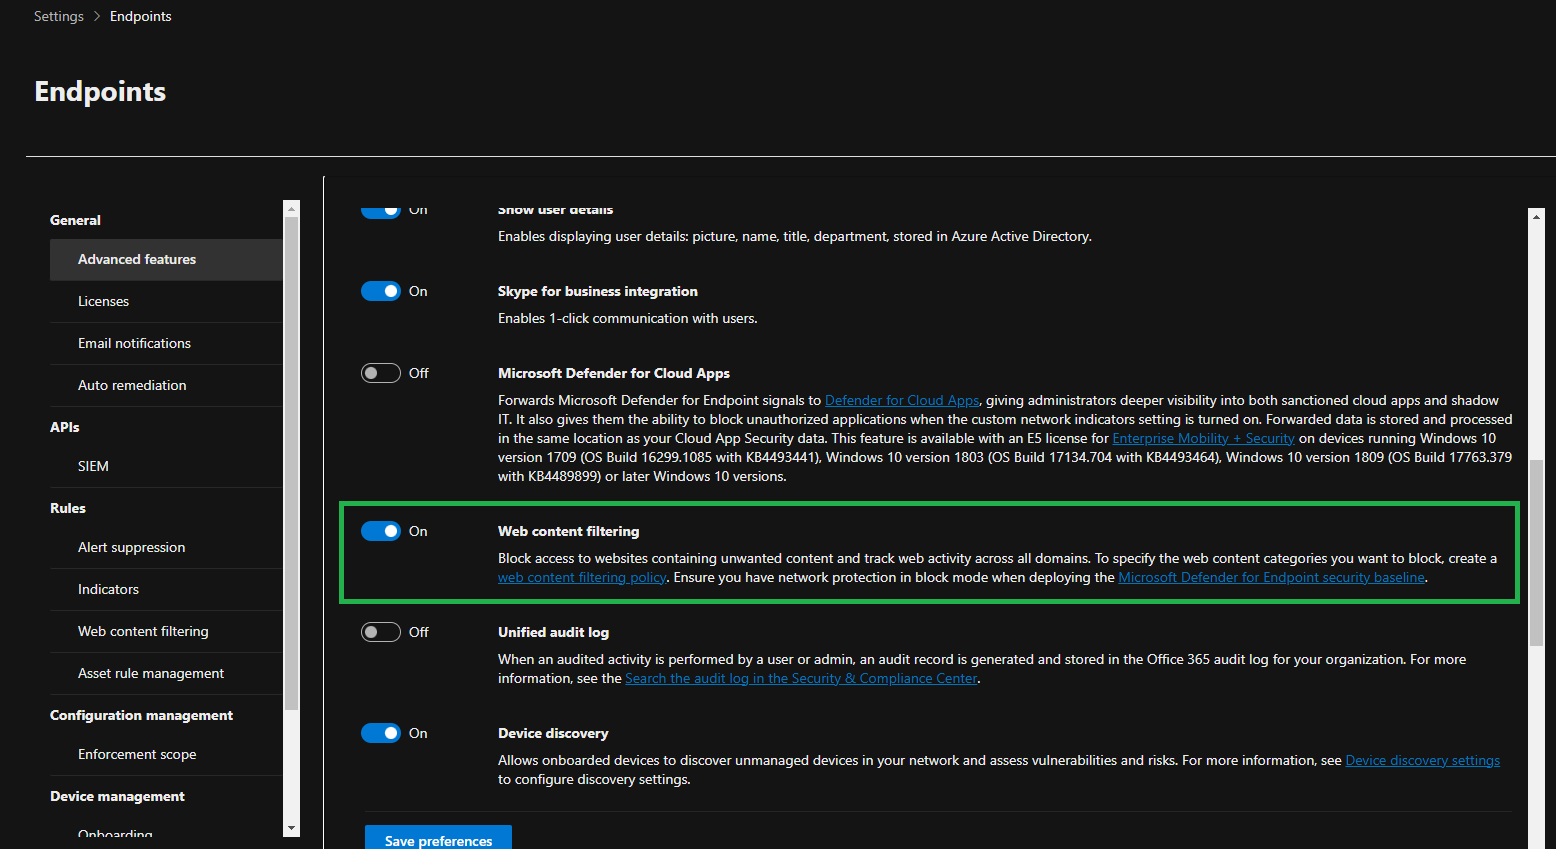 Settings > Endpoints
Endpoints
General
Advanced features
Licenses
Email notifications
Auto remediation
APIs
SIEM
Rules
Alert suppression
Indicators
Web content filtering
Asset rule management
Configuration management
Enforcement scope
Device management
Onboarding
On
Show user details
Enables displaying user details: picture, name, title, department, stored in Azure Active Directory.
On
Skype for business integration
Enables 1-click communication with users.
Off
Microsoft Defender for Cloud Apps
Forwards Microsoft Defender for Endpoint signals to Defender for Cloud Apps, giving administrators deeper visibility into both sanctioned cloud apps and shadow
IT. It also gives them the ability to block unauthorized applications when the custom network indicators setting is turned on. Forwarded data is stored and processed
in the same location as your Cloud App Security data. This feature is available with an E5 license for Enterprise Mobility + Security on devices running Windows 10
version 1709 (OS Build 16299.1085 with KB4493441), Windows 10 version 1803 (OS Build 17134.704 with KB4493464), Windows 10 version 1809 (OS Build 17763.379
with KB4489899) or later Windows 10 versions.
On
Web content filtering
Block access to websites containing unwanted content and track web activity across all domains. To specify the web content categories you want to block, create a
web content filtering policy. Ensure you have network protection in block mode when deploying the Microsoft Defender for Endpoint security baseline.
Off
Unified audit log
When an audited activity is performed by a user or admin, an audit record is generated and stored in the Office 365 audit log for your organization. For more
information, see the Search the audit log in the Security & Compliance Center.
On
Device discovery
Allows onboarded devices to discover unmanaged devices in your network and assess vulnerabilities and risks. For more information, see Device discovery settings
to configure discovery settings.
Save preferences